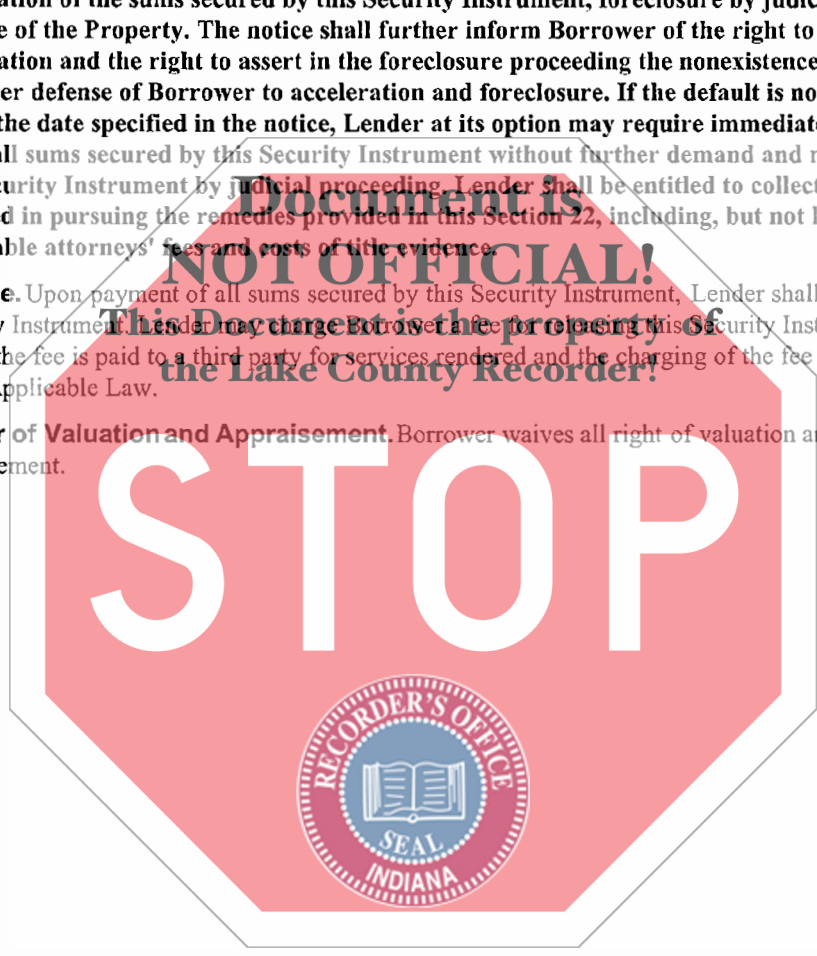 ation of the sums secured by this Security Instrument, foreclosure by judic
e of the Property. The notice shall further inform Borrower of the right to
ation and the right to assert in the foreclosure proceeding the nonexistence
er defense of Borrower to acceleration and foreclosure. If the default is no
the date specified in the notice, Lender at its option may require immediat
all sums secured by this Security Instrument without further demand and
urity Instrument by judicial proceeding. Lender shall be entitled to collect
d in pursuing the remedies provided in this Section 22, including, but not
ble attorneys' fees and costs of title evidence.
Document is
NOT OFFICIAL!
This Document is the property of
the Lake County Recorder!
e. Upon payment of all sums secured by this Security Instrument, Lender shall
y Instrument. Lender may charge Borrower a fee for releasing this Security Inst
he fee is paid to a third party for services rendered and the charging of the fee
Applicable Law.
r of Valuation and Appraisement. Borrower waives all right of valuation a
ement.
STOP
RECORDER'S OFFICE
SEAL
INDIANA